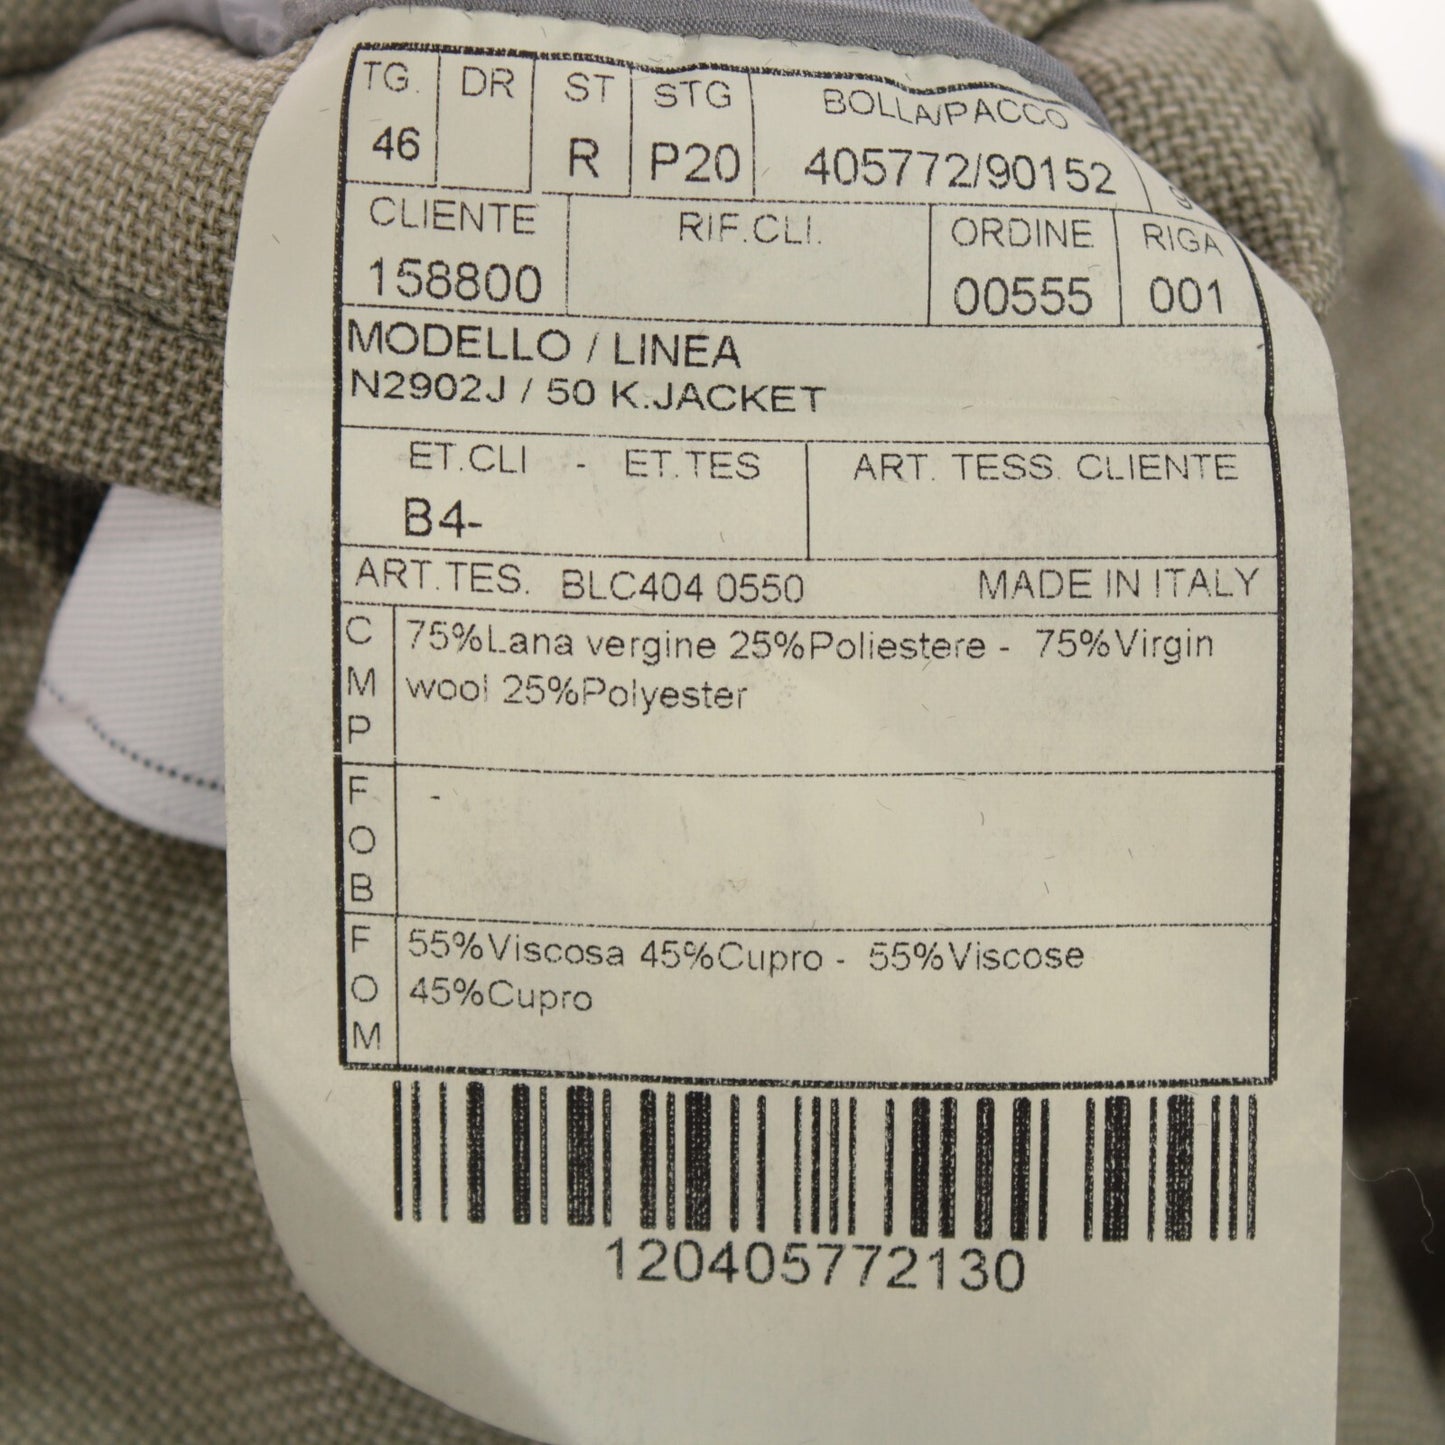 TG. DR ST STG BOLLA/PACCO
46 R P20 405772/90152
CLIENTE RIF.CLI. ORDINE RIGA
158800 00555 001
MODELLO / LINEA
N2902J / 50 K.JACKET
ET.CLI - ET.TES ART. TESS. CLIENTE
B4-
ART.TES. BLC404 0550 MADE IN ITALY
CMP 75%Lana vergine 25%Poliestere - 75%Virgin
wool 25%Polyester
FOB -
FOM 55%Viscosa 45%Cupro - 55%Viscose
45%Cupro
120405772130